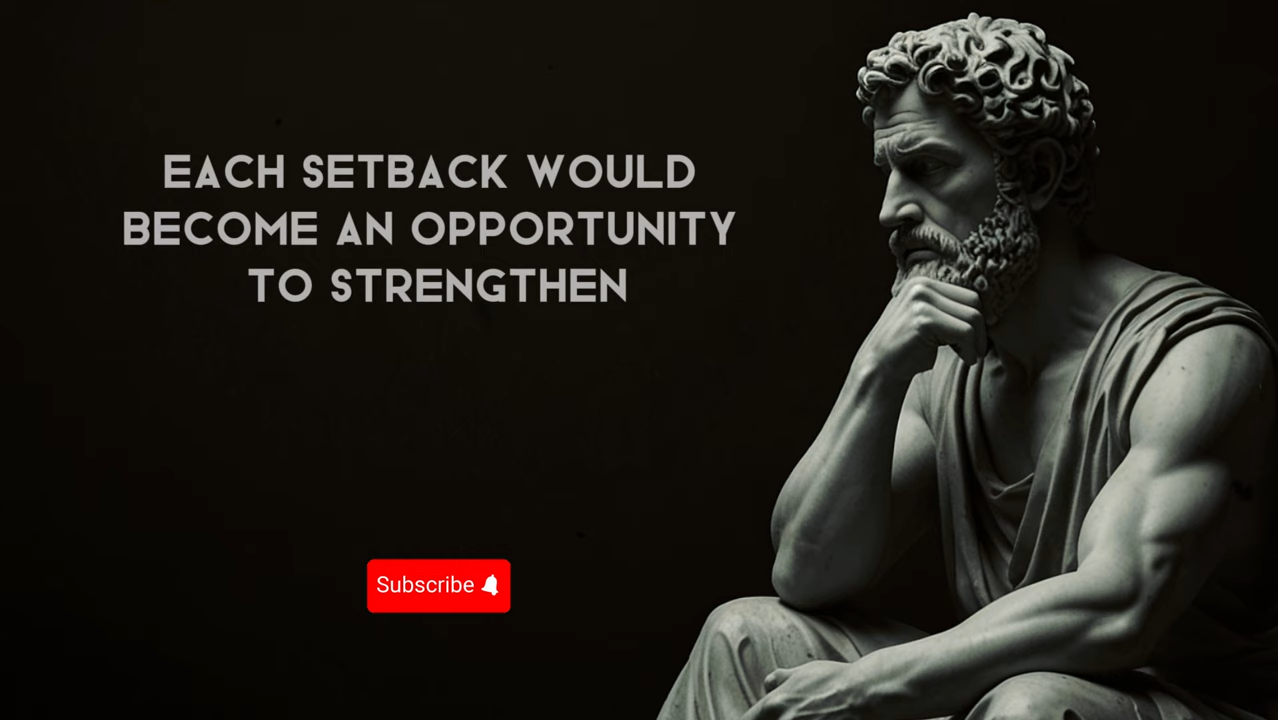 EACH SETBACK WOULD
BECOME AN OPPORTUNITY
TO STRENGTHEN
Subscribe